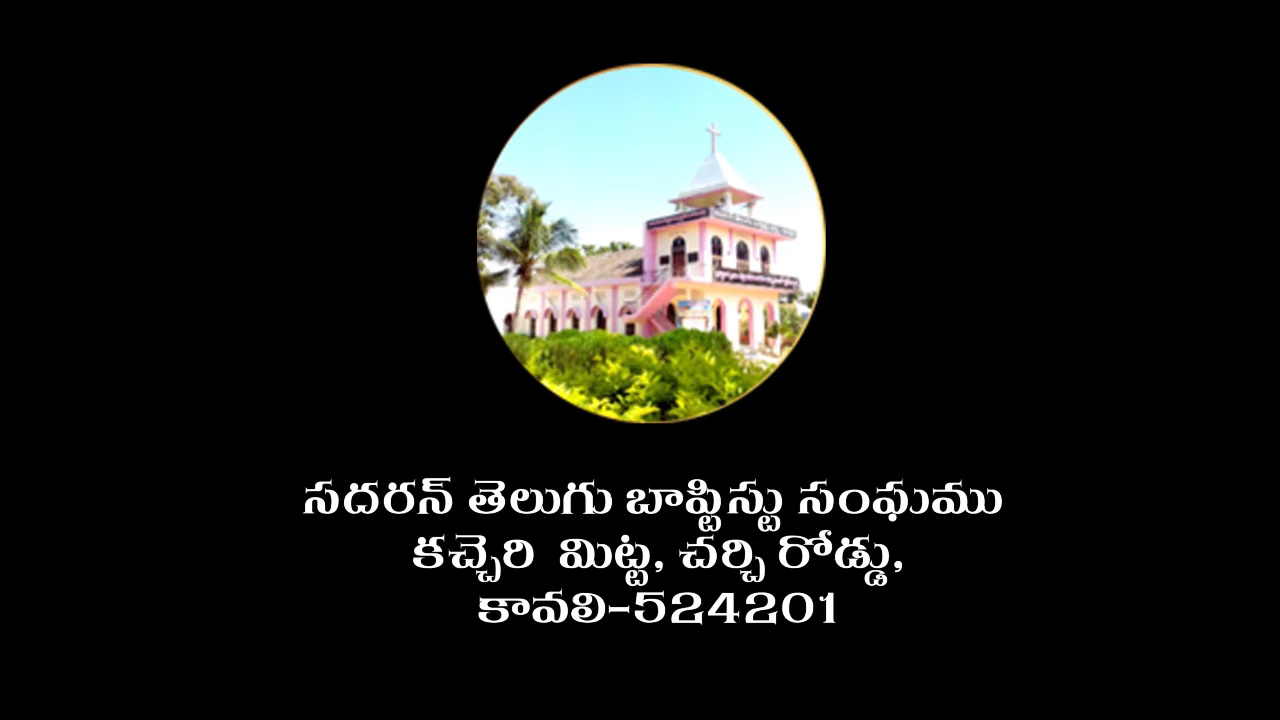 సదరన్ తెలుగు బాప్టిస్టు సంఘము
కచ్చెరి మిట్ట, చర్చి రోడ్డు,
కావలి-524201